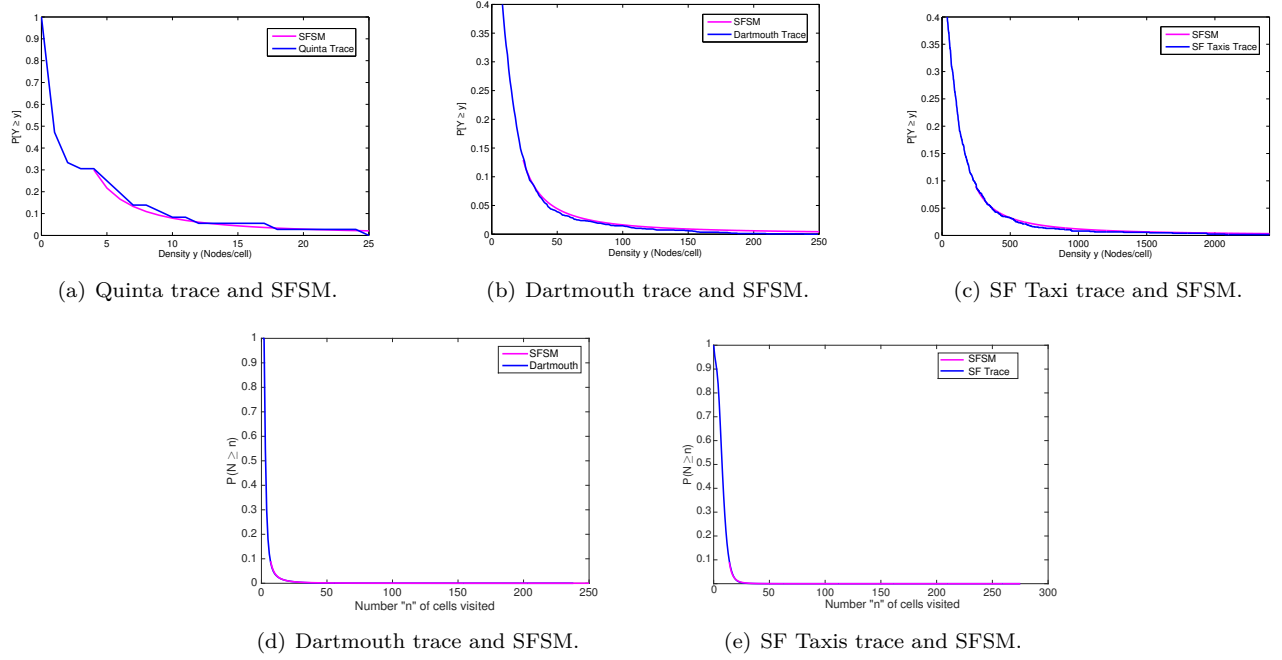 1
0.9
0.8
0.7
0.6
0.5
0.4
0.3
0.2
0.1
0
P[Y ≥ y]
SFSM
Quinta Trace
0 5 10 15 20 25
Density y (Nodes/cell)
(a) Quinta trace and SFSM.
0.4
0.35
0.3
0.25
0.2
0.15
0.1
0.05
0
P[Y ≥ y]
SFSM
Dartmouth Trace
0 50 100 150 200 250
Density y (Nodes/cell)
(b) Dartmouth trace and SFSM.
0.4
0.35
0.3
0.25
0.2
0.15
0.1
0.05
0
P[Y ≥ y]
SFSM
SF Taxis Trace
0 500 1000 1500 2000
Density y (Nodes/cell)
(c) SF Taxi trace and SFSM.
1
0.9
0.8
0.7
0.6
0.5
0.4
0.3
0.2
0.1
0
P (N ≥ n)
SFSM
Dartmouth
0 50 100 150 200 250
Number "n" of cells visited
(d) Dartmouth trace and SFSM.
1
0.9
0.8
0.7
0.6
0.5
0.4
0.3
0.2
0.1
P (N ≥ n)
SFSM
SF Trace
0 50 100 150 200 250 300
Number "n" of cells visited
(e) SF Taxis trace and SFSM.